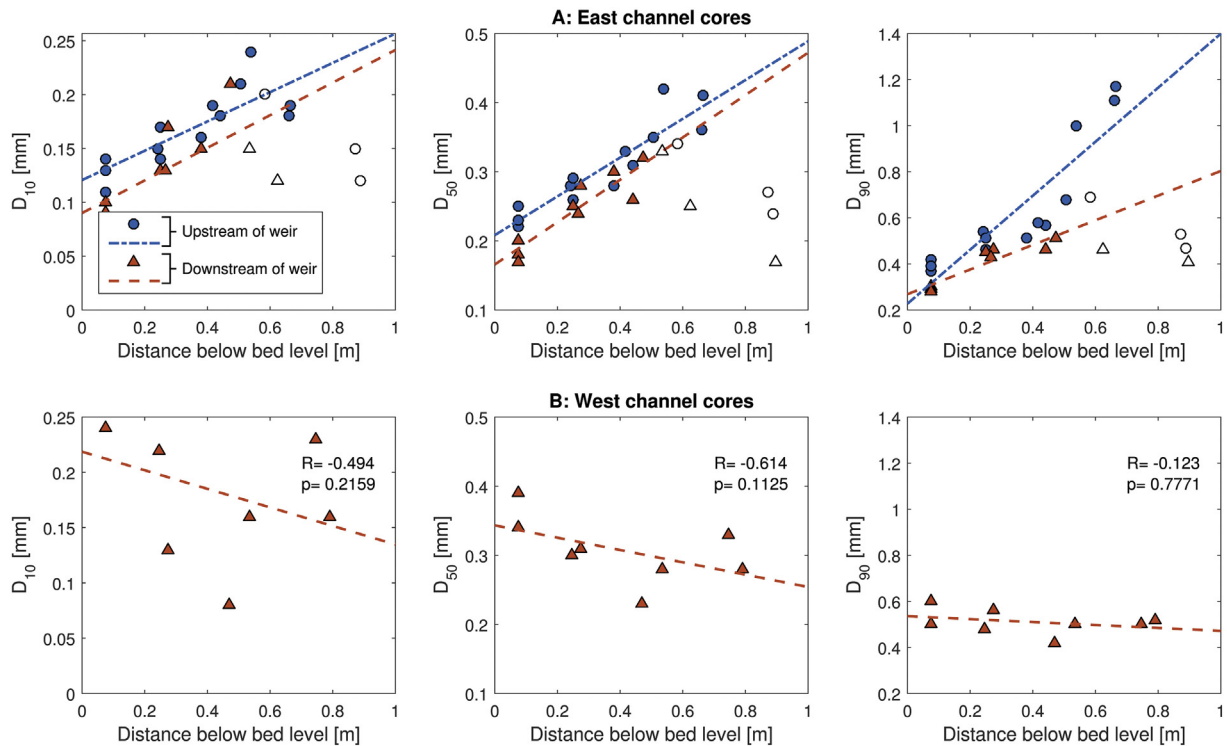 A: East channel cores
D10 [mm]
0.25
0.2
0.15
0.1
0.05
0
Upstream of weir
Downstream of weir
0 0.2 0.4 0.6 0.8 1
Distance below bed level [m]
D50 [mm]
0.5
0.4
0.3
0.2
0.1
0 0.2 0.4 0.6 0.8 1
Distance below bed level [m]
D90 [mm]
1.4
1.2
1
0.8
0.6
0.4
0.2
0 0.2 0.4 0.6 0.8 1
Distance below bed level [m]
B: West channel cores
D10 [mm]
0.25
0.2
0.15
0.1
0.05
0
R= -0.494
p= 0.2159
0 0.2 0.4 0.6 0.8 1
Distance below bed level [m]
D50 [mm]
0.5
0.4
0.3
0.2
0.1
R= -0.614
p= 0.1125
0 0.2 0.4 0.6 0.8 1
Distance below bed level [m]
D90 [mm]
1.4
1.2
1
0.8
0.6
0.4
0.2
R= -0.123
p= 0.7771
0 0.2 0.4 0.6 0.8 1
Distance below bed level [m]